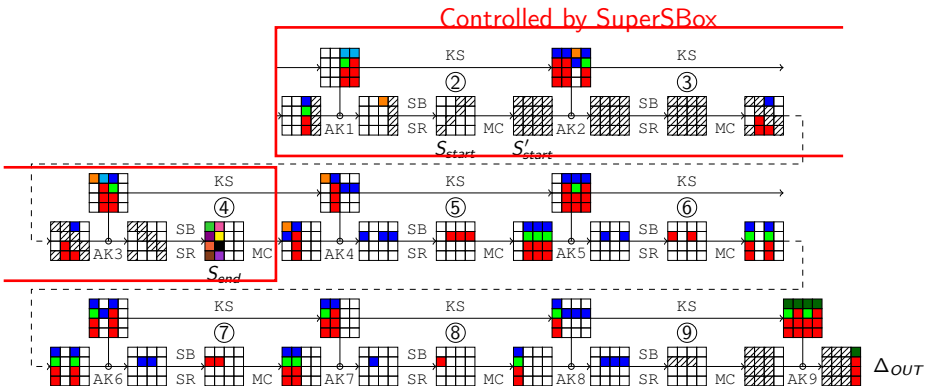 Controlled by SuperSBox
KS KS
② ③
SB SB
AK1 SR MC AK2 SR MC
S_start S'_start
KS KS
④ ⑤ ⑥
SB SB SB
AK3 SR MC AK4 SR MC AK5 SR MC
S_end
KS KS KS
⑦ ⑧ ⑨
SB SB SB
AK6 SR MC AK7 SR MC AK8 SR MC AK9 Δ_OUT